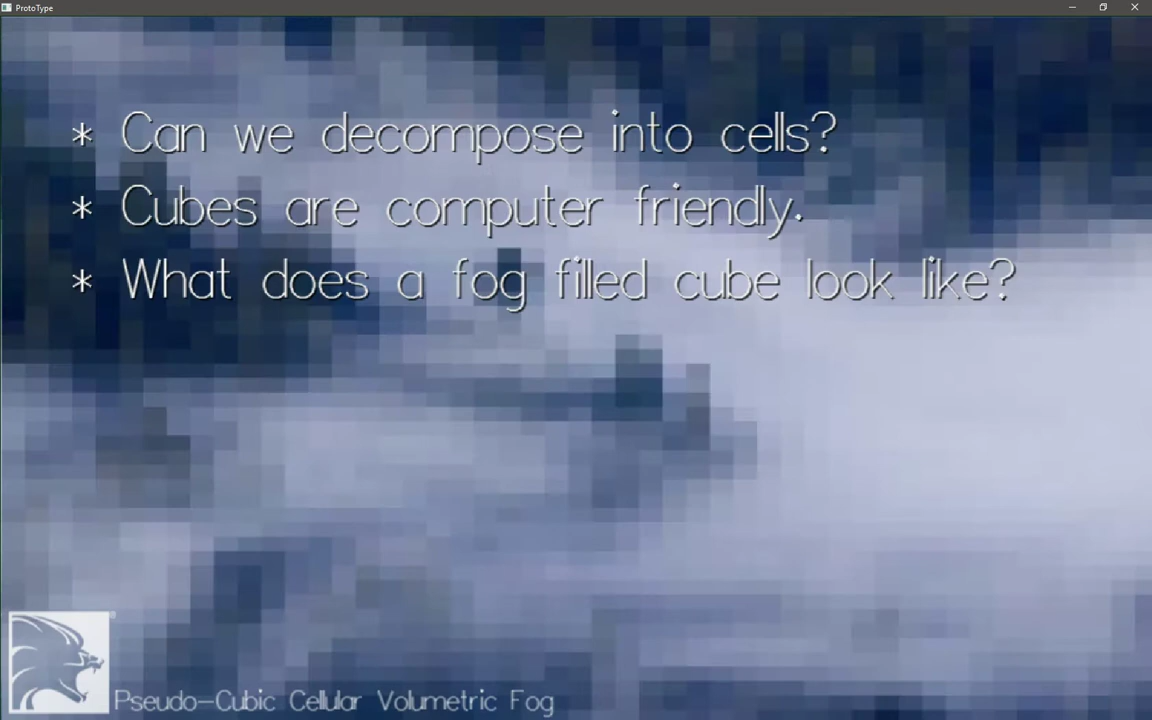 ProtoType
* Can we decompose into cells?
* Cubes are computer friendly.
* What does a fog filled cube look like?
Pseudo-Cubic Cellular Volumetric Fog